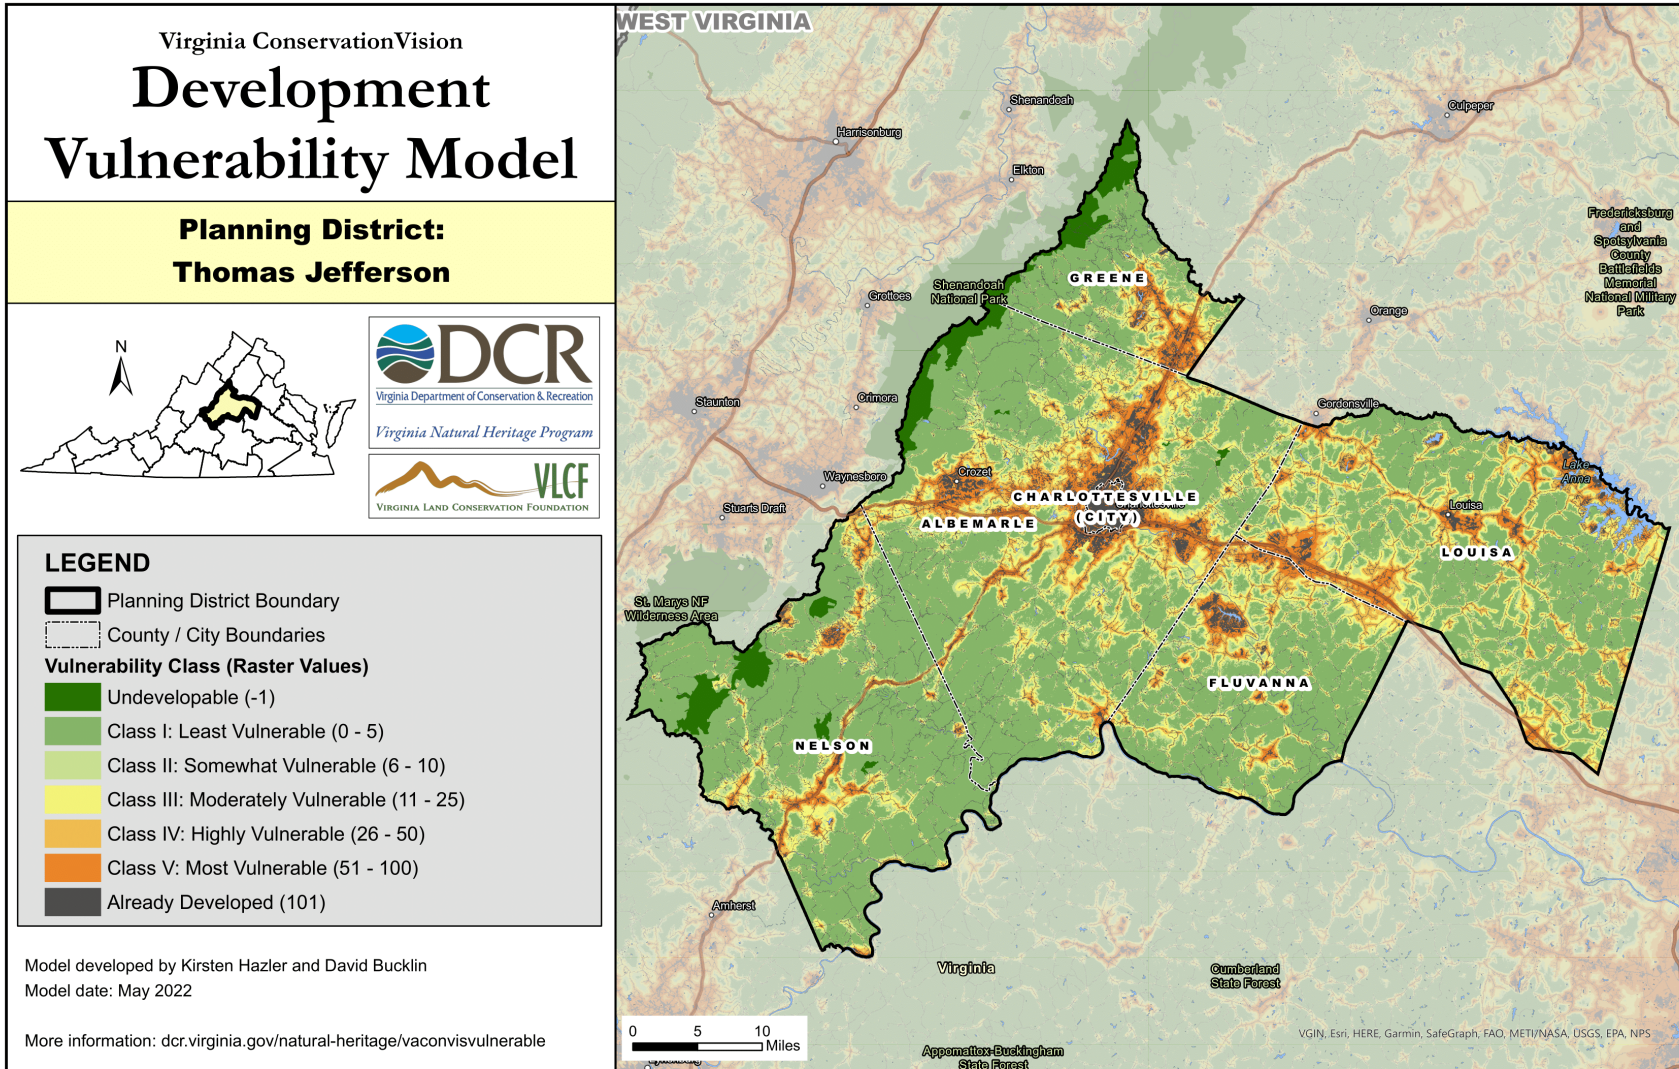 Virginia ConservationVision
Development
Vulnerability Model
Planning District:
Thomas Jefferson
N
DCR
Virginia Department of Conservation & Recreation
Virginia Natural Heritage Program
VLCF
VIRGINIA LAND CONSERVATION FOUNDATION
LEGEND
Planning District Boundary
County / City Boundaries
Vulnerability Class (Raster Values)
Undevelopable (-1)
Class I: Least Vulnerable (0 - 5)
Class II: Somewhat Vulnerable (6 - 10)
Class III: Moderately Vulnerable (11 - 25)
Class IV: Highly Vulnerable (26 - 50)
Class V: Most Vulnerable (51 - 100)
Already Developed (101)
Model developed by Kirsten Hazler and David Bucklin
Model date: May 2022
More information: dcr.virginia.gov/natural-heritage/vaconvisvulnerable
WEST VIRGINIA
Shenandoah
Culpeper
Harrisonburg
Elkton
Fredericksburg
and
Spotsylvania
County
Battlefields
Memorial
National Military
Park
GREENE
Shenandoah
National Park
Grottoes
Orange
Staunton
Crimora
Gordonsville
Waynesboro
Crozet
Lake
Anna
CHARLOTTESVILLE
(CITY)
Charlottesville
Stuarts Draft
ALBEMARLE
Louisa
LOUISA
St. Marys NF
Wilderness Area
FLUVANNA
NELSON
Amherst
Virginia
Cumberland
State Forest
0 5 10
Miles
VGIN, Esri, HERE, Garmin, SafeGraph, FAO, METI/NASA, USGS, EPA, NPS
Appomattox-Buckingham
State Forest